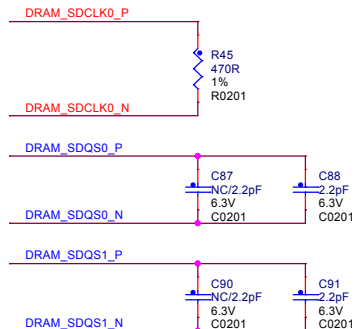 DRAM_SDCLK0_P
R45
470R
1%
R0201
DRAM_SDCLK0_N
DRAM_SDQS0_P
C87
NC/2.2pF
6.3V
C0201
C88
2.2pF
6.3V
C0201
DRAM_SDQS0_N
DRAM_SDQS1_P
C90
NC/2.2pF
6.3V
C0201
C91
2.2pF
6.3V
C0201
DRAM_SDQS1_N